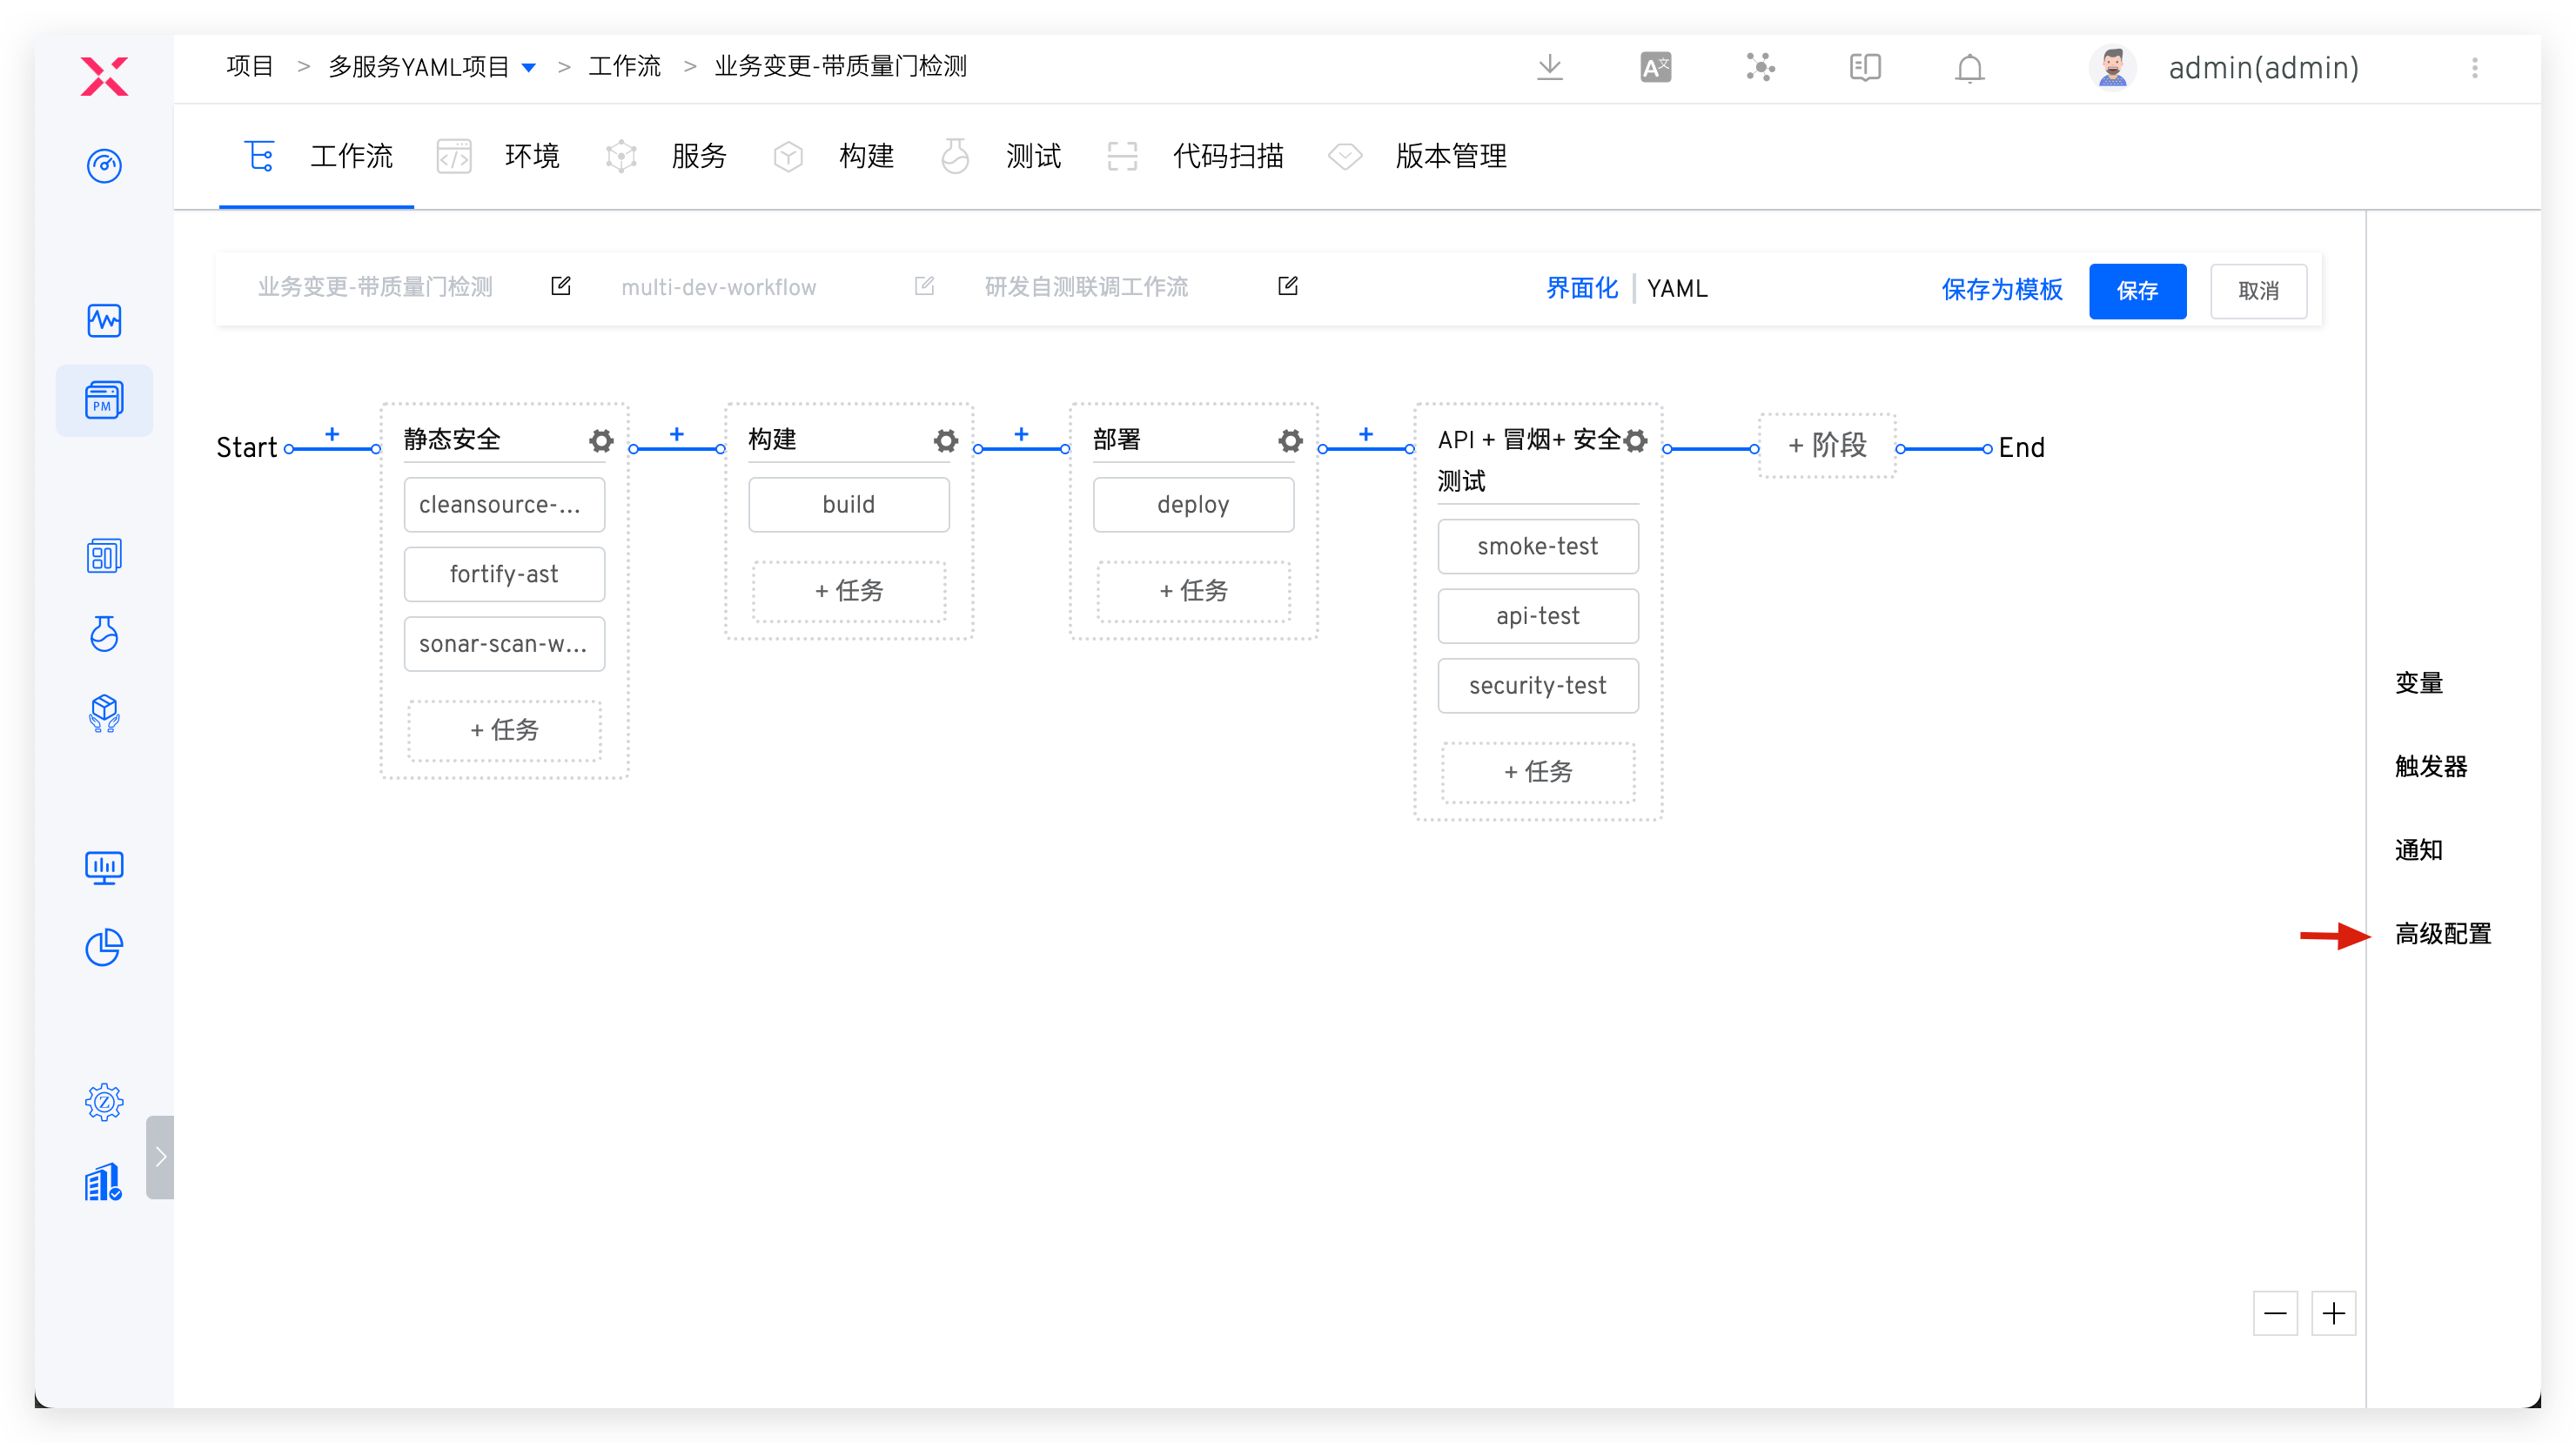 项目 > 多服务YAML项目 > 工作流 > 业务变更-带质量门检测
A文
admin(admin)
工作流 环境 服务 构建 测试 代码扫描 版本管理
PM
业务变更-带质量门检测 multi-dev-workflow 研发自测联调工作流 界面化 | YAML 保存为模板 保存 取消
Start
+
静态安全
cleansource-...
fortify-ast
sonar-scan-w...
+ 任务
+
构建
build
+ 任务
+
部署
deploy
+ 任务
+
API + 冒烟+ 安全
测试
smoke-test
api-test
security-test
+ 任务
+ 阶段
End
变量
触发器
通知
高级配置
Z